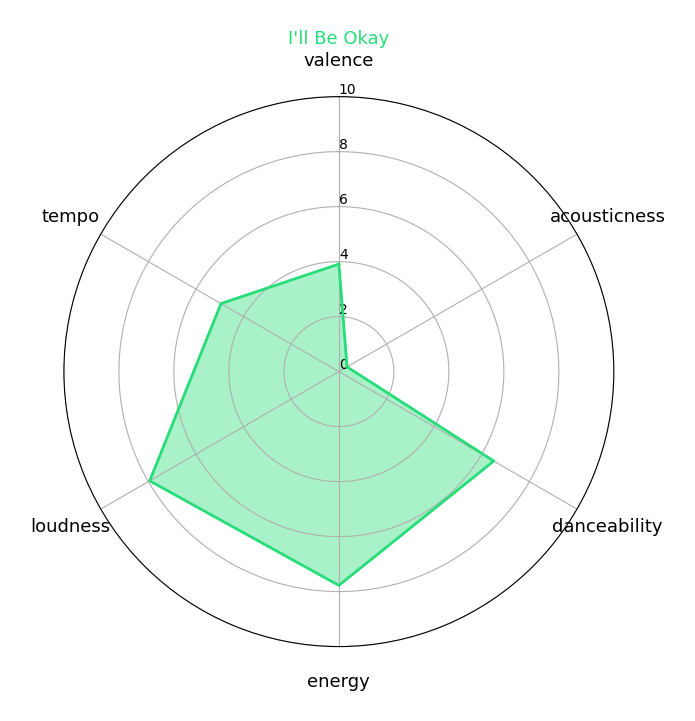 I'll Be Okay
valence
10
8
tempo
6
acousticness
4
2
0
loudness
danceability
energy